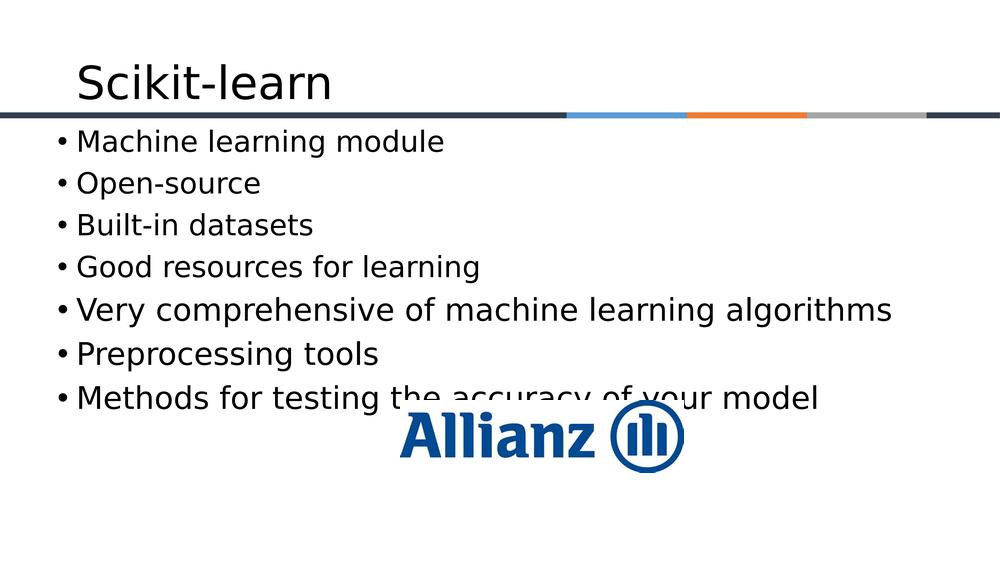 Scikit-learn
• Machine learning module
• Open-source
• Built-in datasets
• Good resources for learning
• Very comprehensive of machine learning algorithms
• Preprocessing tools
• Methods for testing the accuracy of your model
Allianz